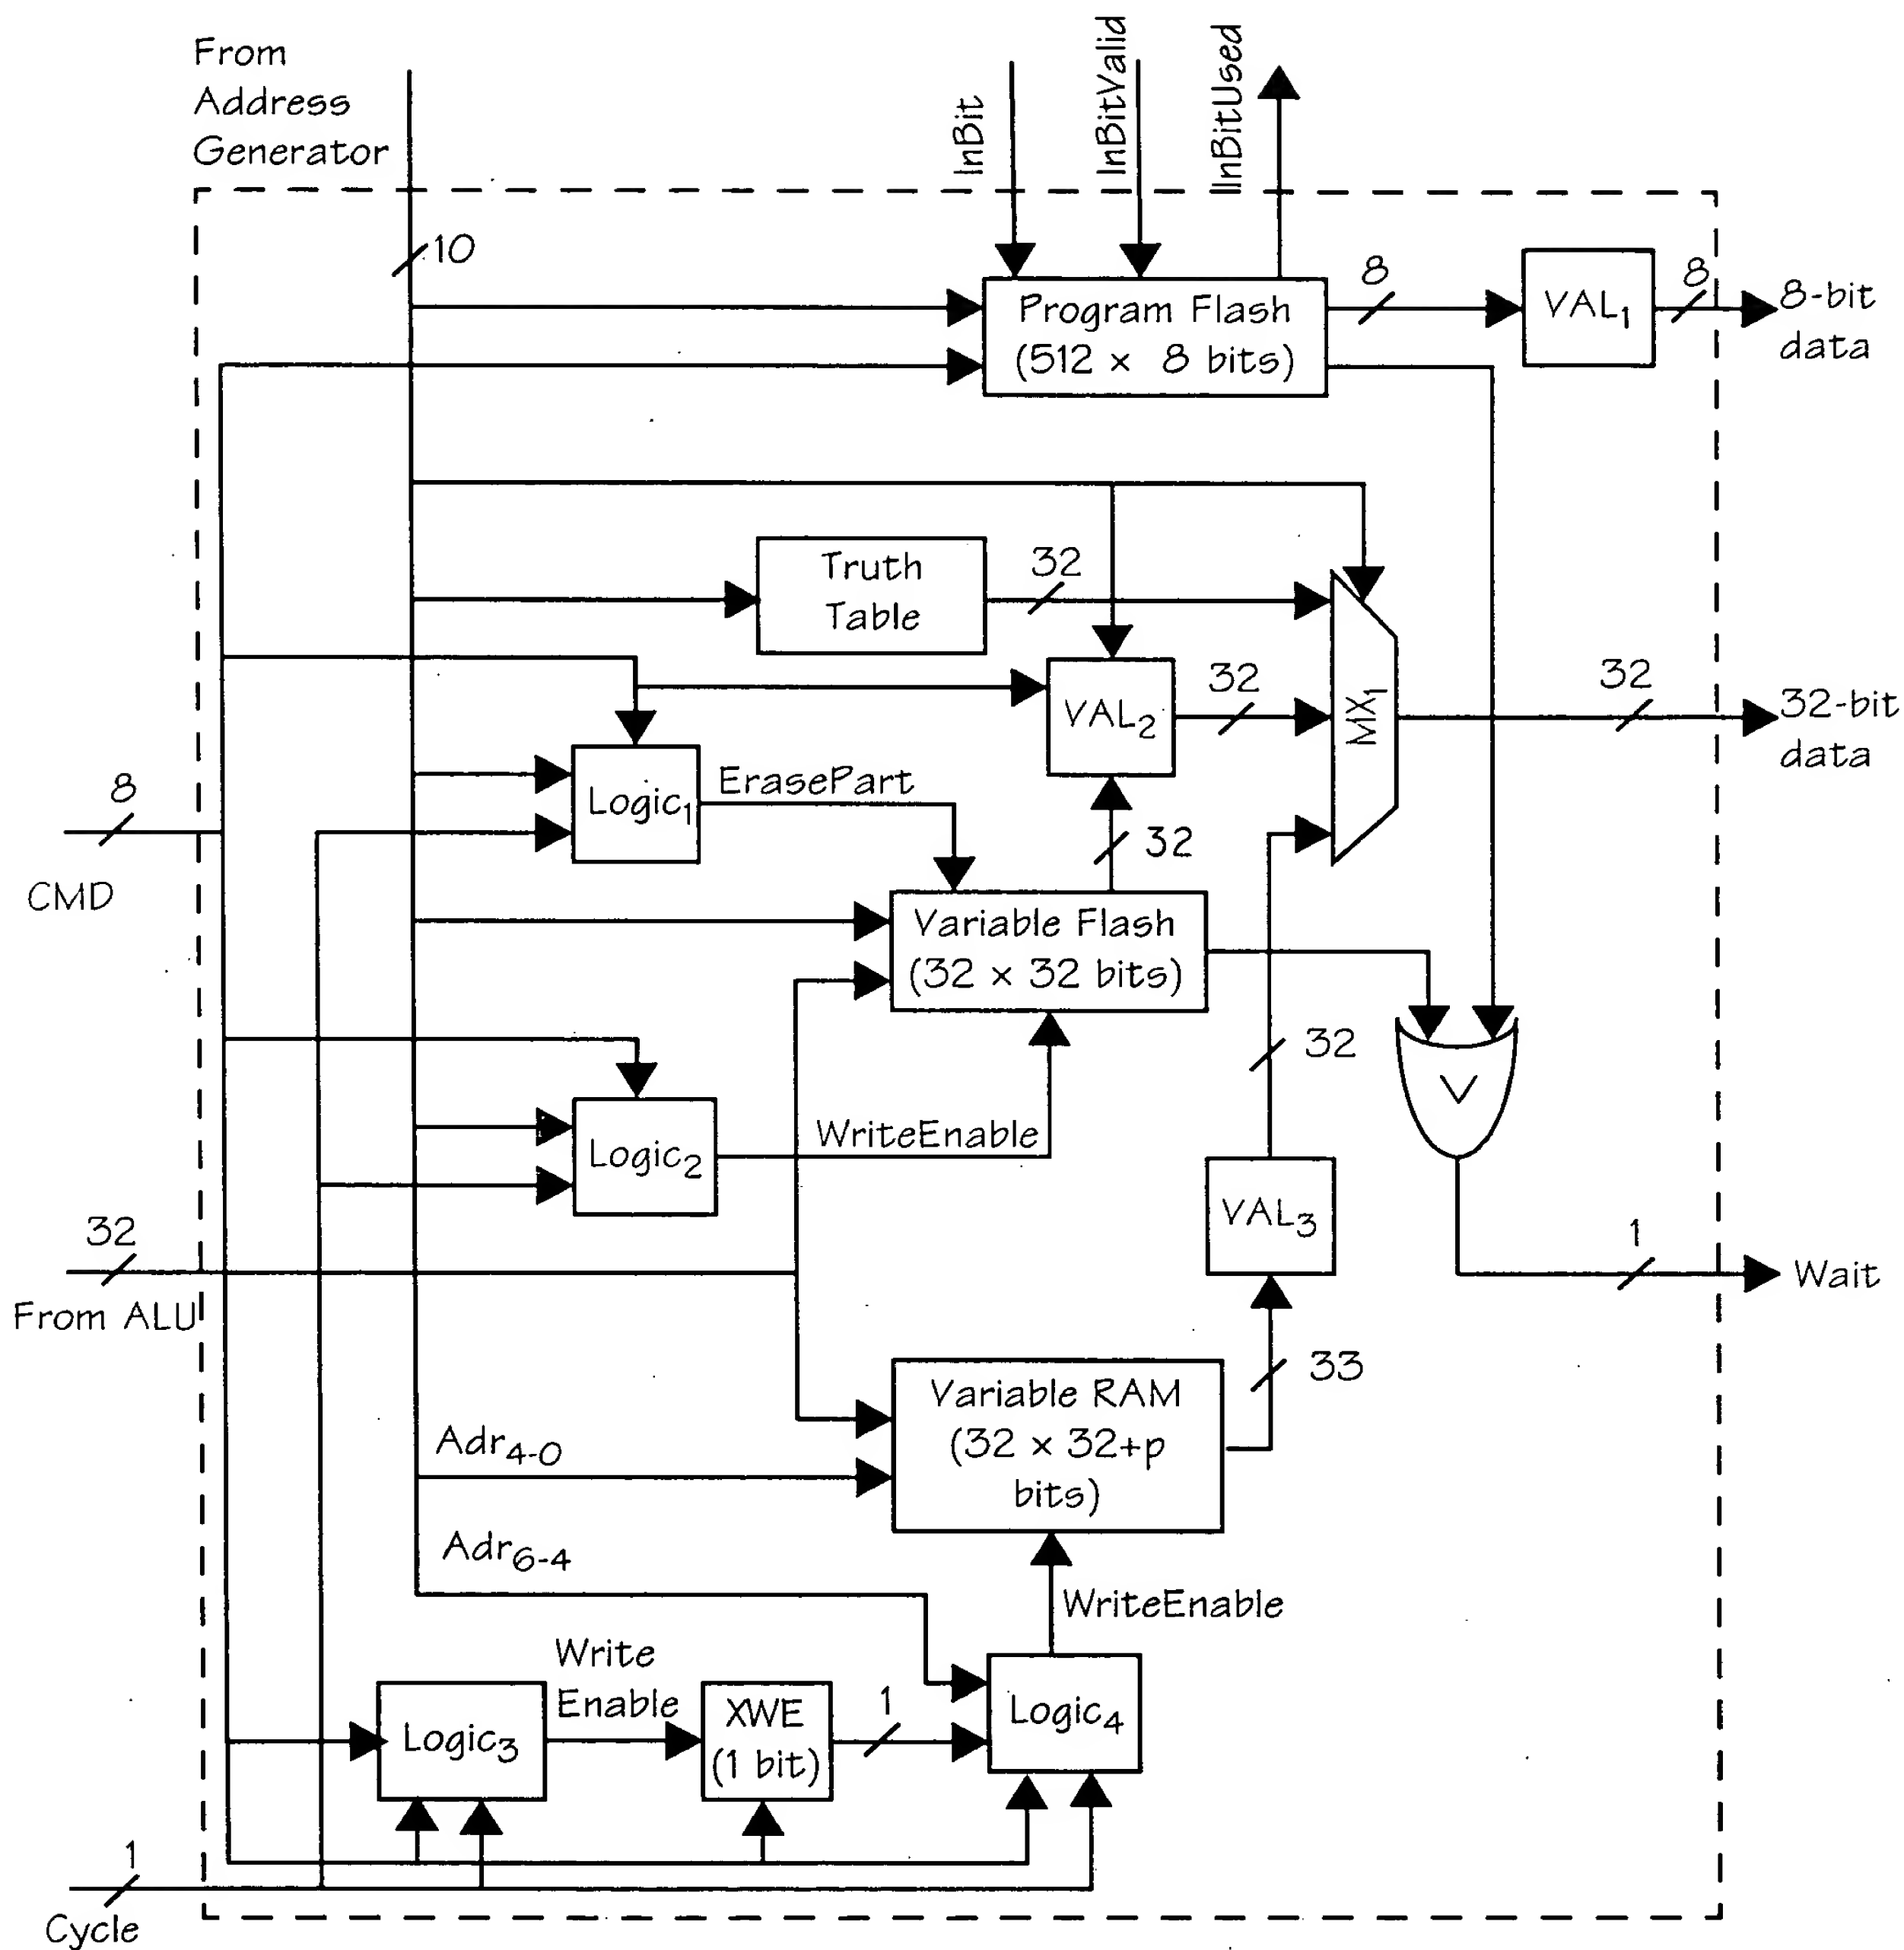 From
Address
Generator
InBit
InBitValid
InBitUsed
10
Program Flash
(512 × 8 bits)
8
VAL1
8
8-bit
data
Truth
Table
32
VAL2
32
MX1
32
32-bit
data
8
CMD
Logic1
ErasePart
32
Variable Flash
(32 × 32 bits)
32
Logic2
WriteEnable
V
VAL3
32
From ALU
1
Wait
33
Variable RAM
(32 × 32+p
bits)
Adr4-0
Adr6-4
WriteEnable
Write
Enable
Logic3
XWE
(1 bit)
1
Logic4
1
Cycle